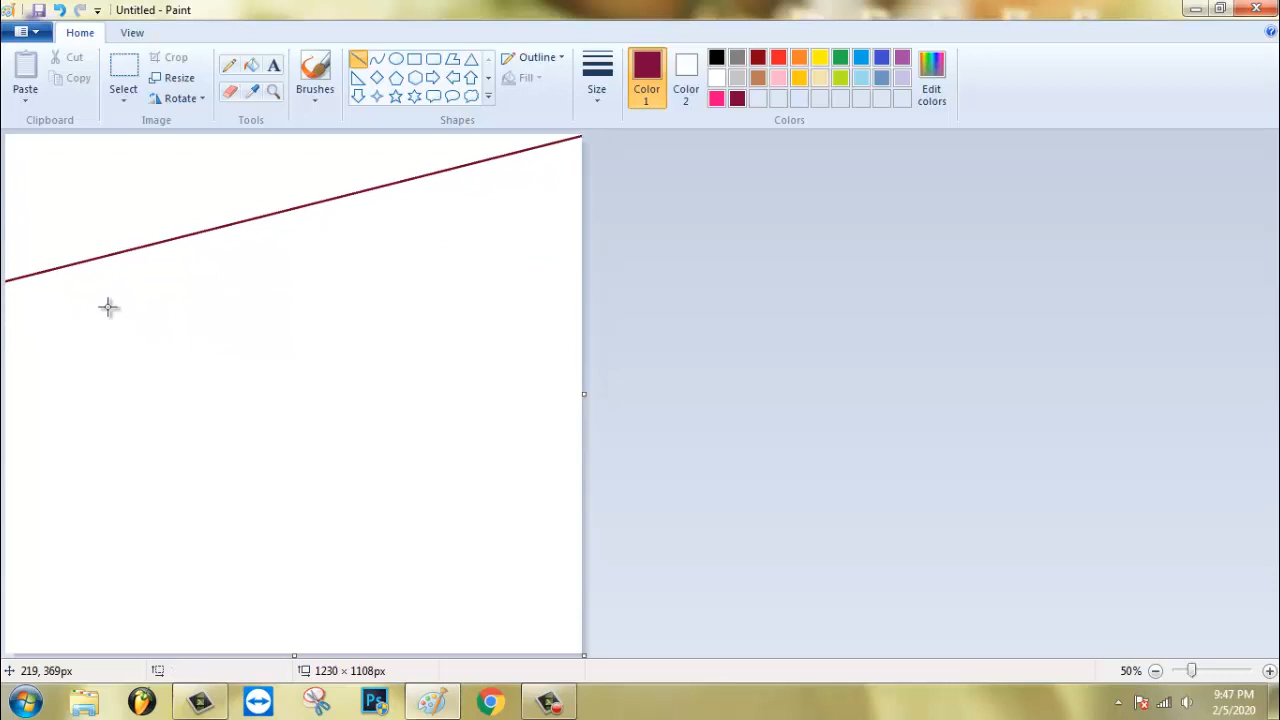 Untitled - Paint
Home View
Paste
Cut
Copy
Clipboard
Select
Crop
Resize
Rotate
Image
A
Tools
Brushes
Outline
Fill
Shapes
Size
Color 1
Color 2
Edit colors
Colors
219, 369px
1230 × 1108px
50%
Ps
9:47 PM
2/5/2020